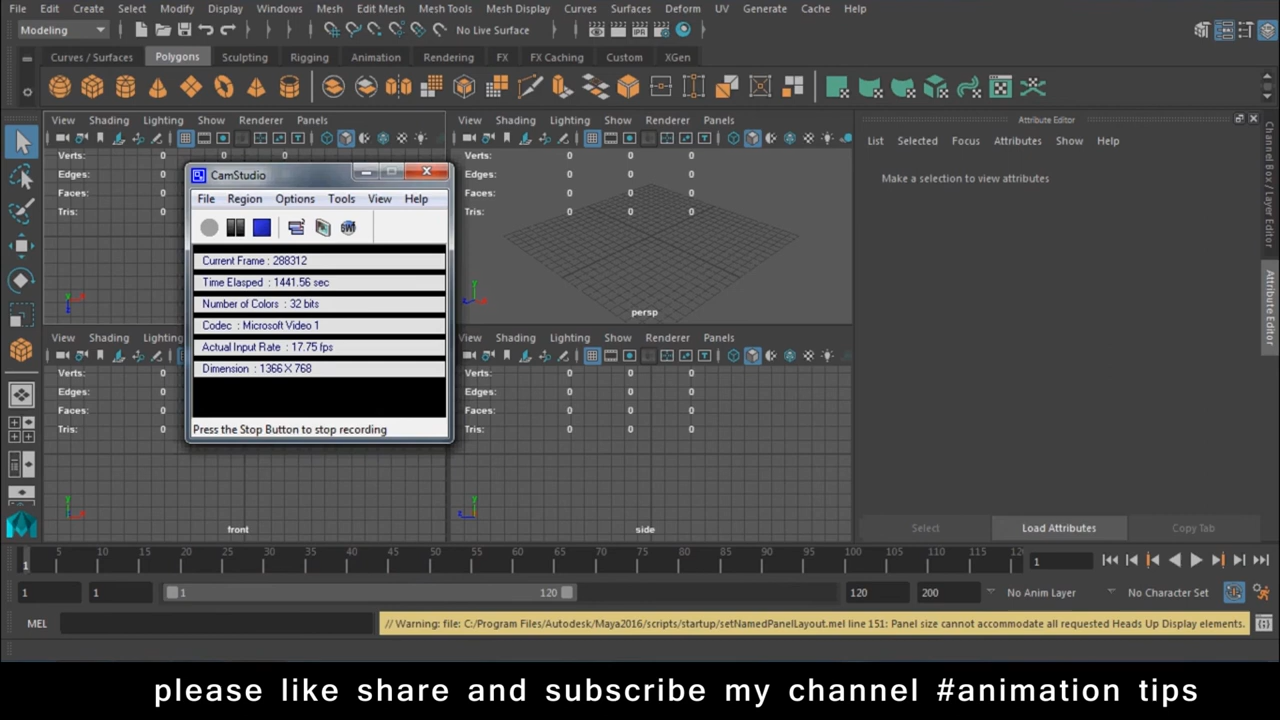 File Edit Create Select Modify Display Windows Mesh Edit Mesh Mesh Tools Mesh Display Curves Surfaces Deform UV Generate Cache Help
Modeling No Live Surface
Curves / Surfaces Polygons Sculpting Rigging Animation Rendering FX FX Caching Custom XGen
View Shading Lighting Show Renderer Panels
Verts: 0 0 0
Edges: 0
Faces: 0
Tris: 0
CamStudio
File Region Options Tools View Help
SWF
Current Frame : 288312
Time Elasped : 1441.56 sec
Number of Colors : 32 bits
Codec : Microsoft Video 1
Actual Input Rate : 17.75 fps
Dimension : 1366 X 768
Press the Stop Button to stop recording
View Shading Lighting Show Renderer Panels
Verts: 0 0 0
Edges: 0 0 0
Faces: 0 0 0
Tris: 0 0 0
persp
View Shading Lighting
Verts: 0
Edges: 0
Faces: 0
Tris: 0
front
View Shading Lighting Show Renderer Panels
Verts: 0 0 0
Edges: 0 0 0
Faces: 0 0 0
Tris: 0 0 0
side
Attribute Editor
List Selected Focus Attributes Show Help
Make a selection to view attributes
Select Load Attributes Copy Tab
Channel Box / Layer Editor
Attribute Editor
1 5 10 15 20 25 30 35 40 45 50 55 60 65 70 75 80 85 90 95 100 105 110 115 12 1
1 1 1 120 120 200 No Anim Layer No Character Set
MEL // Warning: file: C:/Program Files/Autodesk/Maya2016/scripts/startup/setNamedPanelLayout.mel line 151: Panel size cannot accommodate all requested Heads Up Display elements.
please like share and subscribe my channel #animation tips